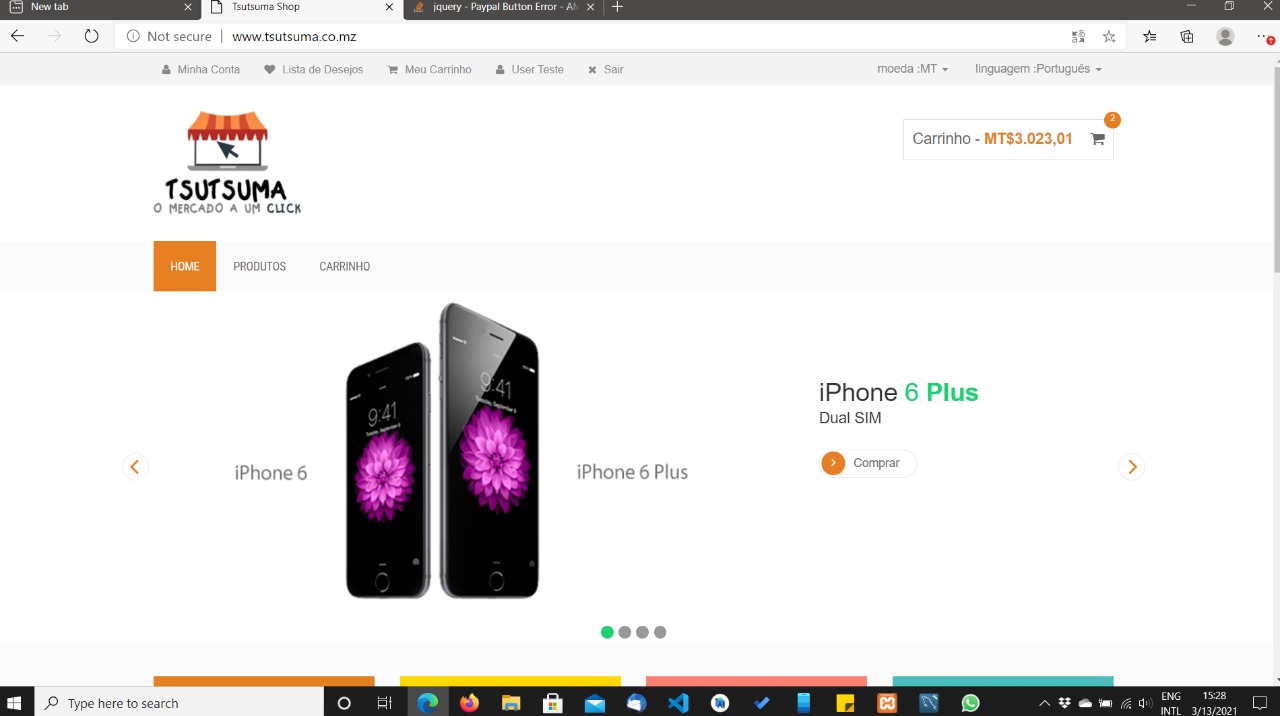 New tab
Tsutsuma Shop
jquery - Paypal Button Error - AN
Not secure | www.tsutsuma.co.mz
Minha Conta Lista de Desejos Meu Carrinho User Teste Sair moeda :MT linguagem :Português
2
Carrinho - MT$3.023,01
TSUTSUMA
O MERCADO A UM CLICK
HOME PRODUTOS CARRINHO
9:41
9:41
iPhone 6
iPhone 6 Plus
iPhone 6 Plus
Dual SIM
Comprar
Type here to search
ENG
INTL
15:28
3/13/2021